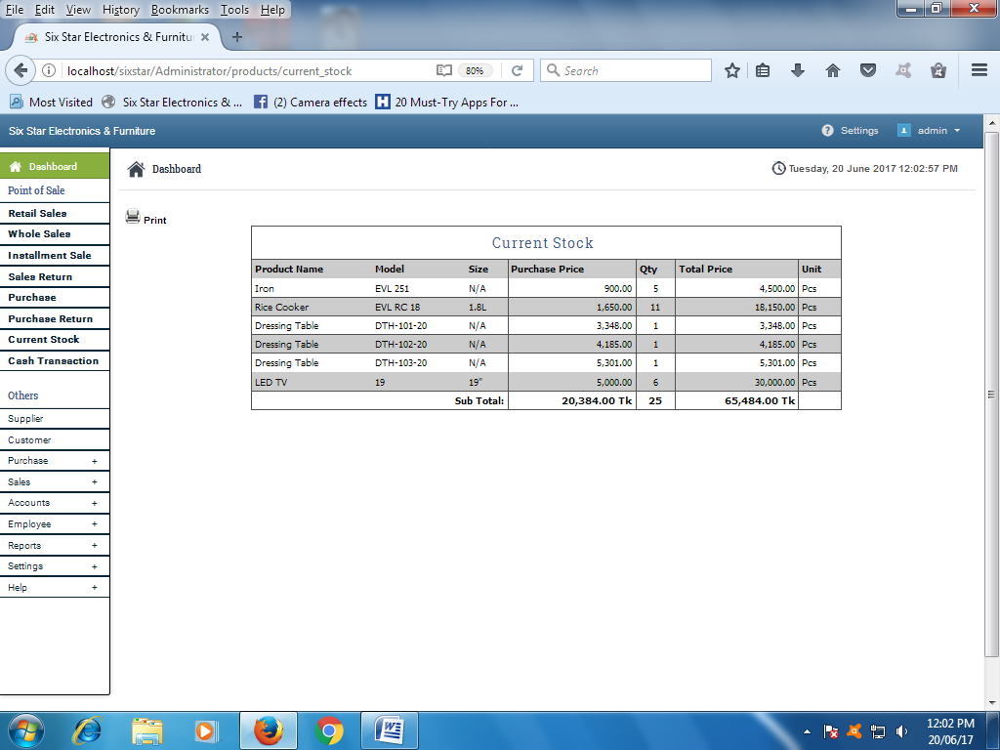 File Edit View History Bookmarks Tools Help
Six Star Electronics & Furnitu
localhost/sixstar/Administrator/products/current_stock 80% Search
Most Visited Six Star Electronics & ... (2) Camera effects 20 Must-Try Apps For ...
Six Star Electronics & Furniture Settings admin
Dashboard
Dashboard Tuesday, 20 June 2017 12:02:57 PM
Point of Sale
Retail Sales
Whole Sales
Installment Sale
Sales Return
Purchase
Purchase Return
Current Stock
Cash Transaction
Others
Supplier
Customer
Purchase +
Sales +
Accounts +
Employee +
Reports +
Settings +
Help +
Print
Current Stock
Product Name Model Size Purchase Price Qty Total Price Unit
Iron EVL 251 N/A 900.00 5 4,500.00 Pcs
Rice Cooker EVL RC 18 1.8L 1,650.00 11 18,150.00 Pcs
Dressing Table DTH-101-20 N/A 3,348.00 1 3,348.00 Pcs
Dressing Table DTH-102-20 N/A 4,185.00 1 4,185.00 Pcs
Dressing Table DTH-103-20 N/A 5,301.00 1 5,301.00 Pcs
LED TV 19 19" 5,000.00 6 30,000.00 Pcs
Sub Total: 20,384.00 Tk 25 65,484.00 Tk
12:02 PM
20/06/17